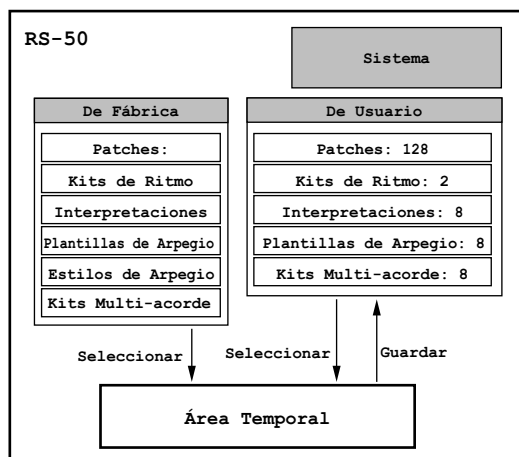 RS-50
Sistema
De Fábrica
Patches:
Kits de Ritmo
Interpretaciones
Plantillas de Arpegio
Estilos de Arpegio
Kits Multi-acorde
De Usuario
Patches: 128
Kits de Ritmo: 2
Interpretaciones: 8
Plantillas de Arpegio: 8
Kits Multi-acorde: 8
Seleccionar
Seleccionar
Guardar
Área Temporal